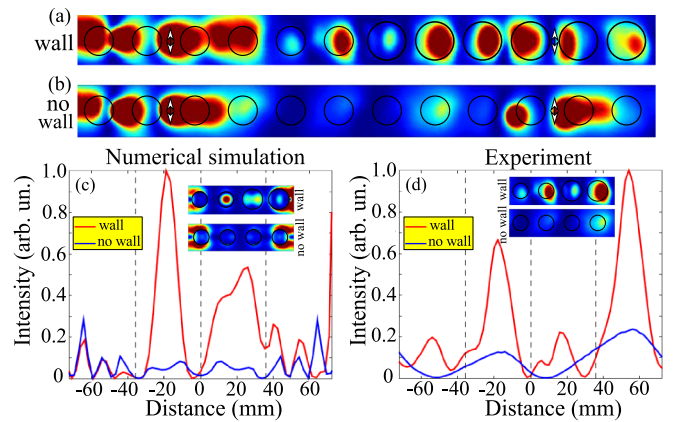 (a)
wall
(b)
no
wall
Numerical simulation
Experiment
(c)
wall
no wall
wall
no wall
Intensity (arb. un.)
1.0
0.8
0.6
0.4
0.2
0
-60 -40 -20 0 20 40 60
Distance (mm)
(d)
wall
no wall
wall
no wall
Intensity (arb. un.)
1.0
0.8
0.6
0.4
0.2
0
-60 -40 -20 0 20 40 60
Distance (mm)